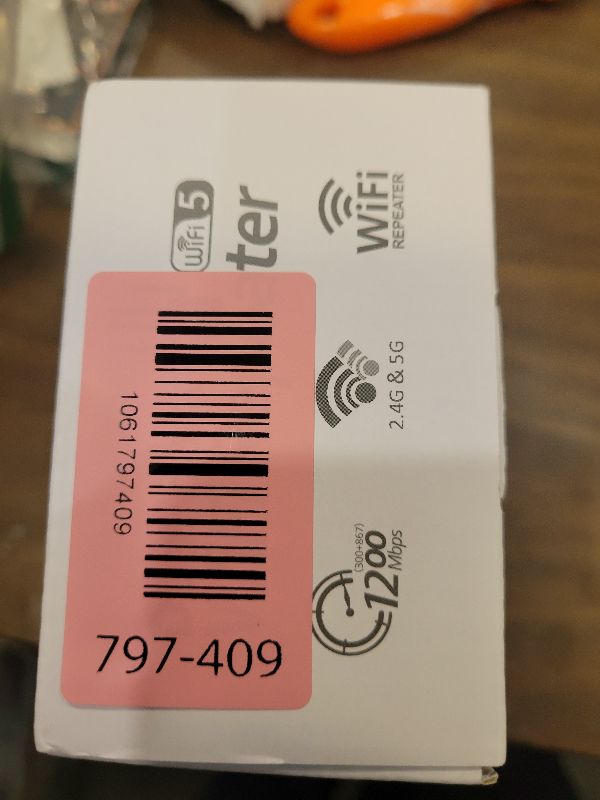 WiFi 5
ter
WiFi
REPEATER
2.4G & 5G
(300+867)
1200
Mbps
1061797409
797-409